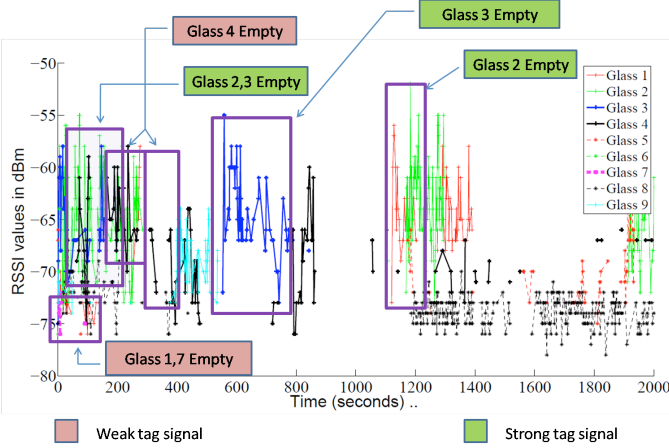 Glass 3 Empty
Glass 4 Empty
Glass 2,3 Empty
Glass 2 Empty
−50
−55
−60
−65
−70
−75
−80
RSSI values in dBm
Glass 1
Glass 2
Glass 3
Glass 4
Glass 5
Glass 6
Glass 7
Glass 8
Glass 9
Glass 1,7 Empty
0
200
400
600
800
1000
1200
1400
1600
1800
2000
Time (seconds) ..
Weak tag signal
Strong tag signal